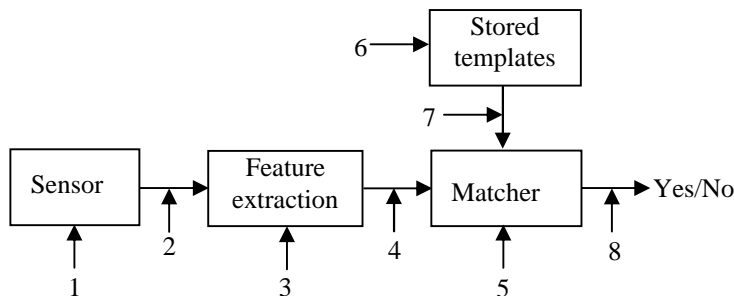 Stored
templates
6
7
Sensor
Feature
extraction
Matcher
Yes/No
1
2
3
4
5
8